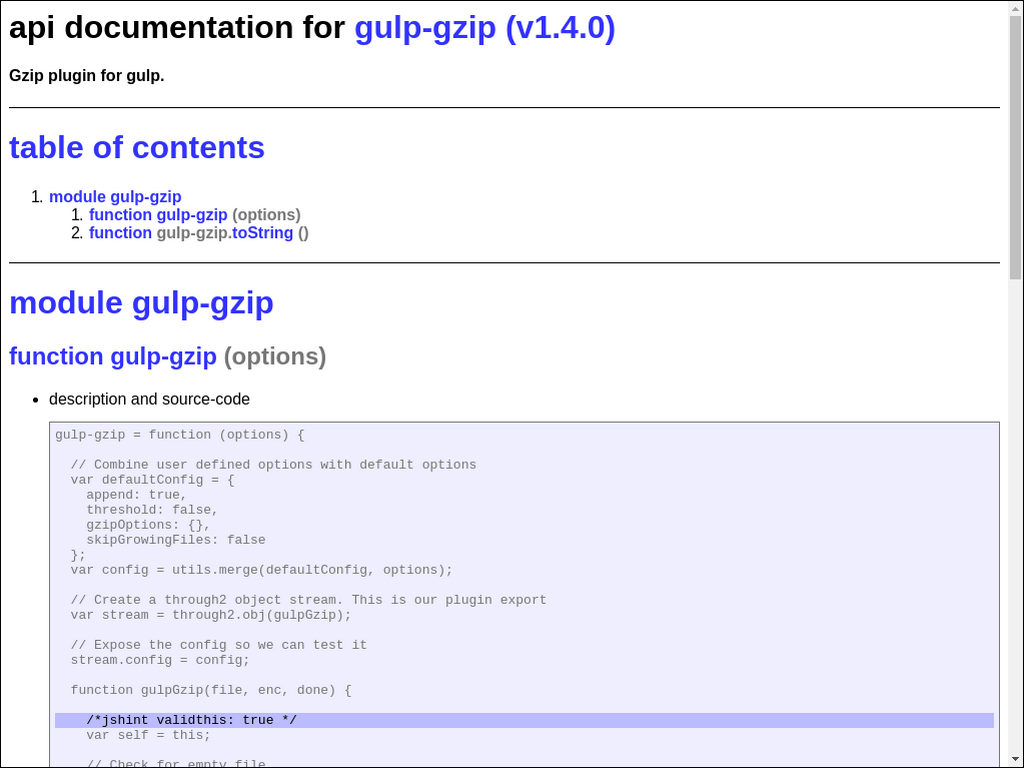 api documentation for gulp-gzip (v1.4.0)
Gzip plugin for gulp.
table of contents
1. module gulp-gzip
1. function gulp-gzip (options)
2. function gulp-gzip.toString ()
module gulp-gzip
function gulp-gzip (options)
• description and source-code
gulp-gzip = function (options) {
// Combine user defined options with default options
var defaultConfig = {
append: true,
threshold: false,
gzipOptions: {},
skipGrowingFiles: false
};
var config = utils.merge(defaultConfig, options);
// Create a through2 object stream. This is our plugin export
var stream = through2.obj(gulpGzip);
// Expose the config so we can test it
stream.config = config;
function gulpGzip(file, enc, done) {
/*jshint validthis: true */
var self = this;
// Check for empty file